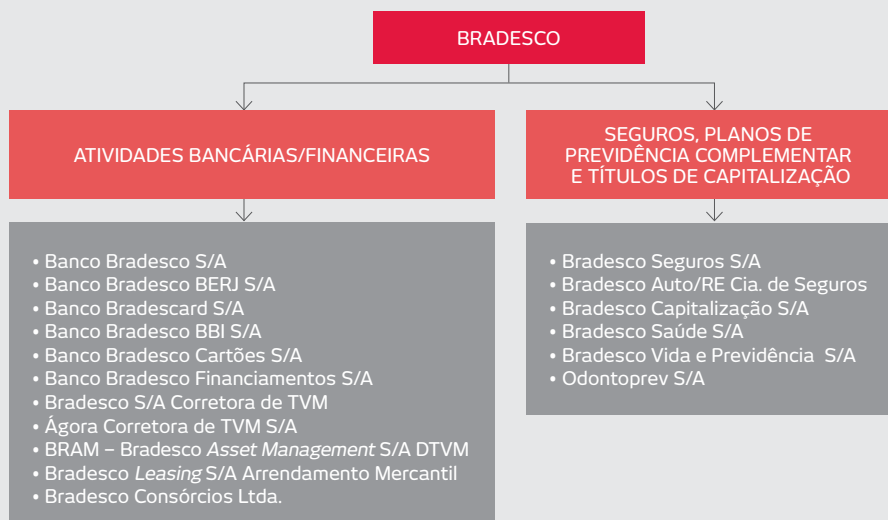 BRADESCO
ATIVIDADES BANCÁRIAS/FINANCEIRAS
SEGUROS, PLANOS DE
PREVIDÊNCIA COMPLEMENTAR
E TÍTULOS DE CAPITALIZAÇÃO
• Banco Bradesco S/A
• Banco Bradesco BERJ S/A
• Banco Bradescard S/A
• Banco Bradesco BBI S/A
• Banco Bradesco Cartões S/A
• Banco Bradesco Financiamentos S/A
• Bradesco S/A Corretora de TVM
• Ágora Corretora de TVM S/A
• BRAM – Bradesco Asset Management S/A DTVM
• Bradesco Leasing S/A Arrendamento Mercantil
• Bradesco Consórcios Ltda.
• Bradesco Seguros S/A
• Bradesco Auto/RE Cia. de Seguros
• Bradesco Capitalização S/A
• Bradesco Saúde S/A
• Bradesco Vida e Previdência S/A
• Odontoprev S/A